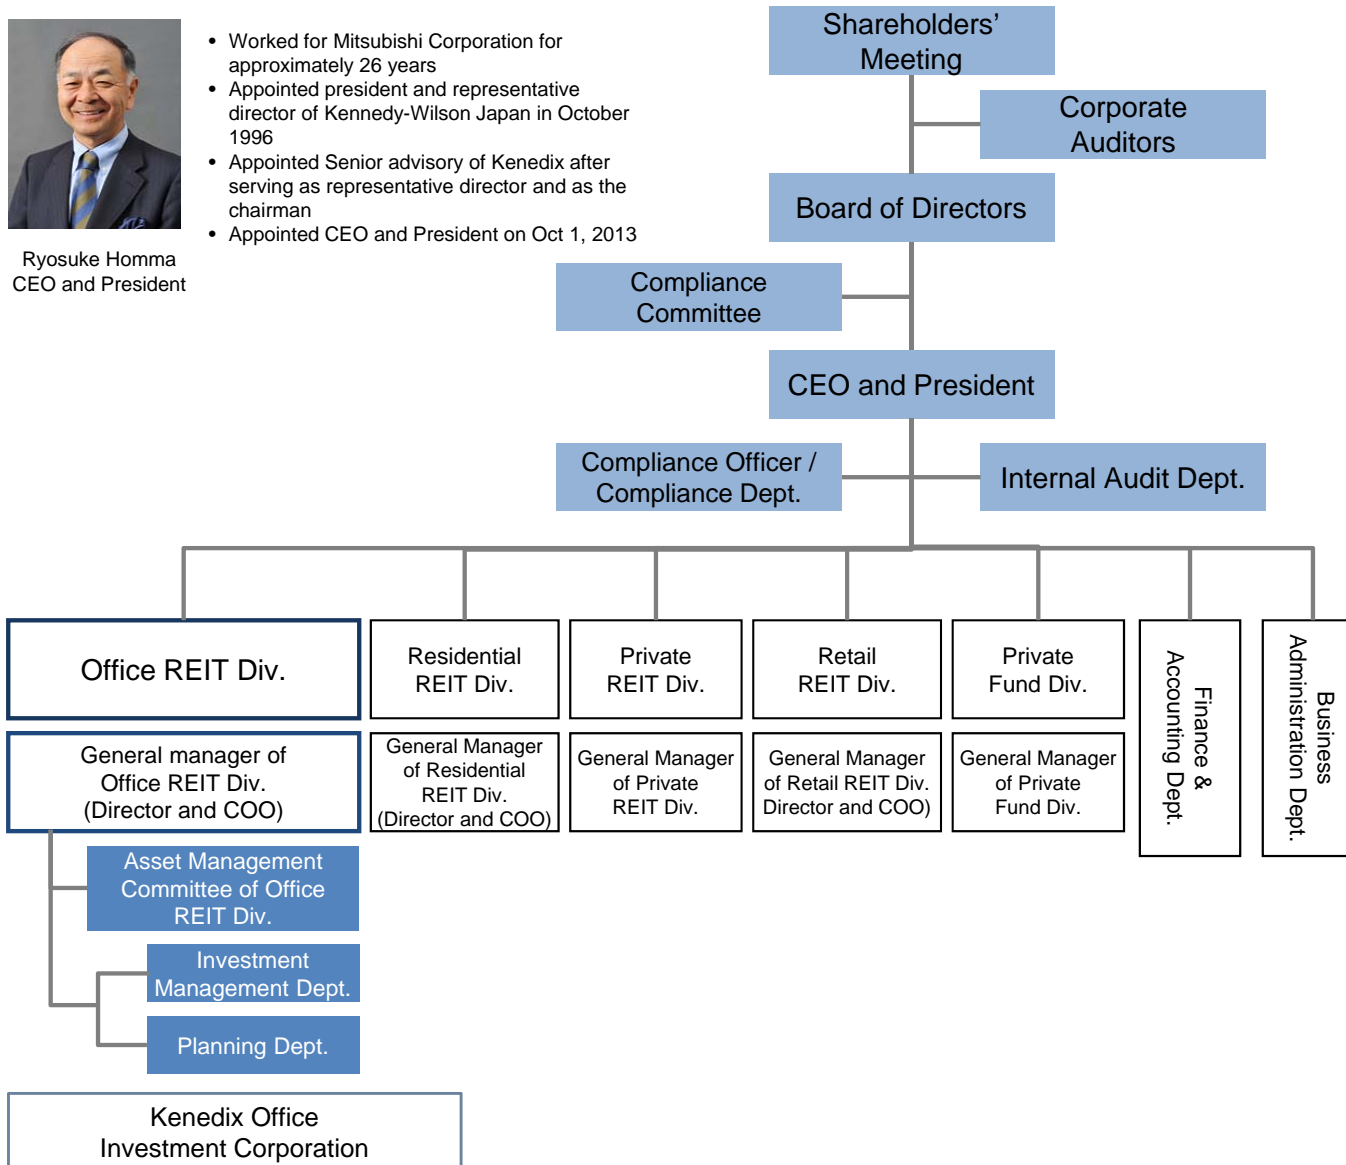 • Worked for Mitsubishi Corporation for
approximately 26 years
• Appointed president and representative
director of Kennedy-Wilson Japan in October
1996
• Appointed Senior advisory of Kenedix after
serving as representative director and as the
chairman
• Appointed CEO and President on Oct 1, 2013
Ryosuke Homma
CEO and President
Shareholders’
Meeting
Corporate
Auditors
Board of Directors
Compliance
Committee
CEO and President
Compliance Officer /
Compliance Dept.
Internal Audit Dept.
Office REIT Div.
Residential
REIT Div.
Private
REIT Div.
Retail
REIT Div.
Private
Fund Div.
Finance &
Accounting Dept.
Business
Administration Dept.
General manager of
Office REIT Div.
(Director and COO)
General Manager
of Residential
REIT Div.
(Director and COO)
General Manager
of Private
REIT Div.
General Manager
of Retail REIT Div.
Director and COO)
General Manager
of Private
Fund Div.
Asset Management
Committee of Office
REIT Div.
Investment
Management Dept.
Planning Dept.
Kenedix Office
Investment Corporation